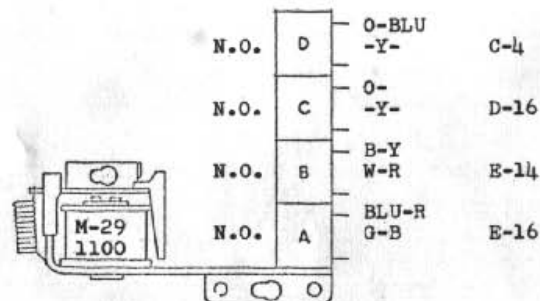 O-BLU
N.O. D -Y- C-4
O-
N.O. C -Y- D-16
B-Y
N.O. B W-R E-14
BLU-R
M-29
N.O. A G-B E-16
1100